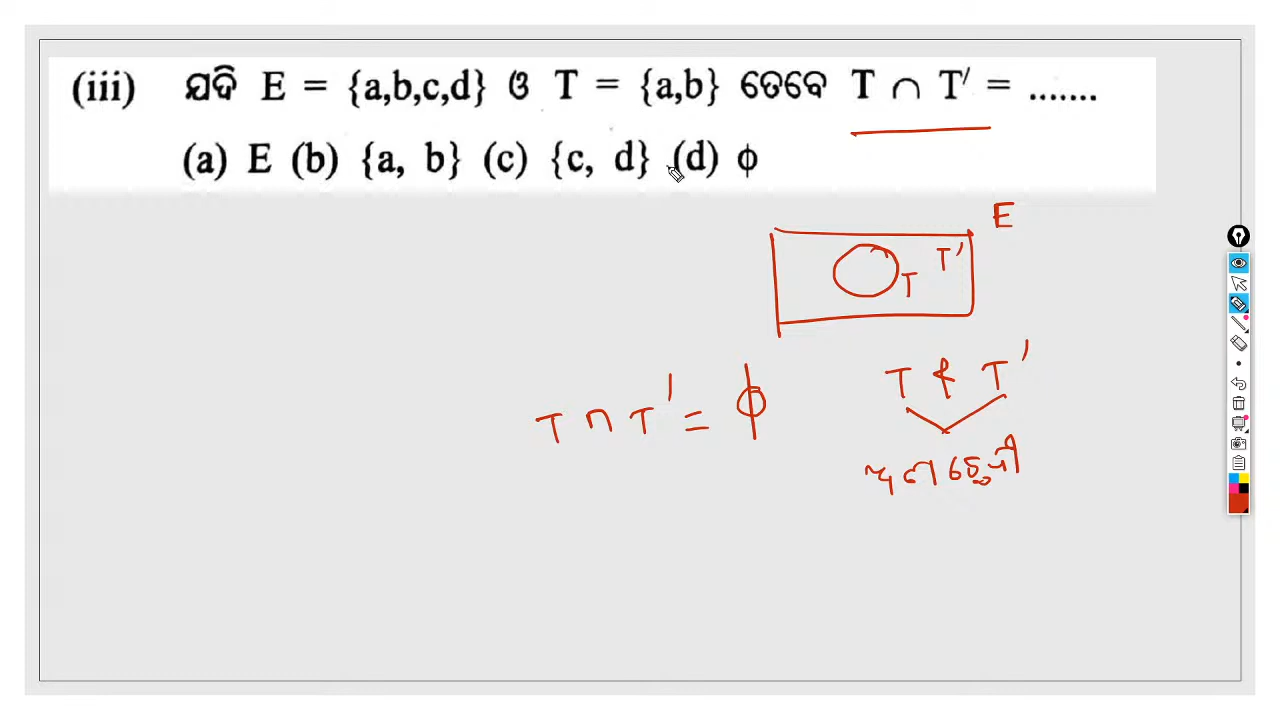 (iii) ଯଦି E = {a,b,c,d} ଓ T = {a,b} ତେବେ T ∩ T′ = .......
(a) E (b) {a, b} (c) {c, d} (d) ϕ
E
T′
T
T & T′
T ∩ T′ = ϕ